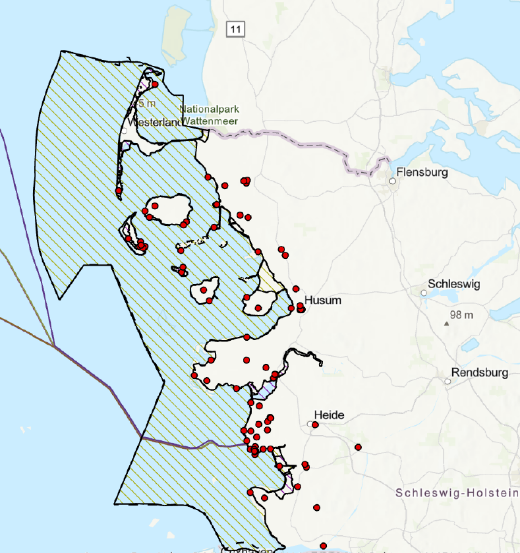 11
5 m
Nationalpark
Wattenmeer
Westerland
Flensburg
Schleswig
Husum
98 m
Rendsburg
Heide
Schleswig-Holstein